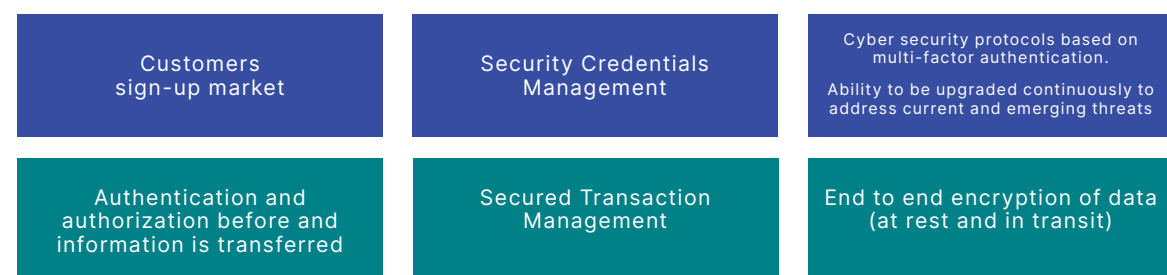 Customers
sign-up market
Security Credentials
Management
Cyber security protocols based on
multi-factor authentication.
Ability to be upgraded continuously to
address current and emerging threats
Authentication and
authorization before and
information is transferred
Secured Transaction
Management
End to end encryption of data
(at rest and in transit)